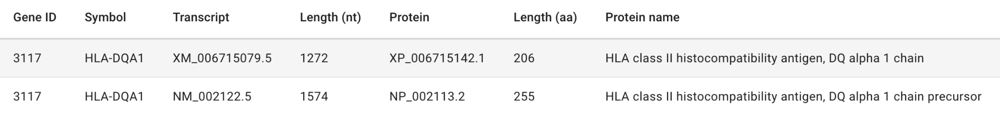 Gene ID Symbol Transcript Length (nt) Protein Length (aa) Protein name
3117 HLA-DQA1 XM_006715079.5 1272 XP_006715142.1 206 HLA class II histocompatibility antigen, DQ alpha 1 chain
3117 HLA-DQA1 NM_002122.5 1574 NP_002113.2 255 HLA class II histocompatibility antigen, DQ alpha 1 chain precursor